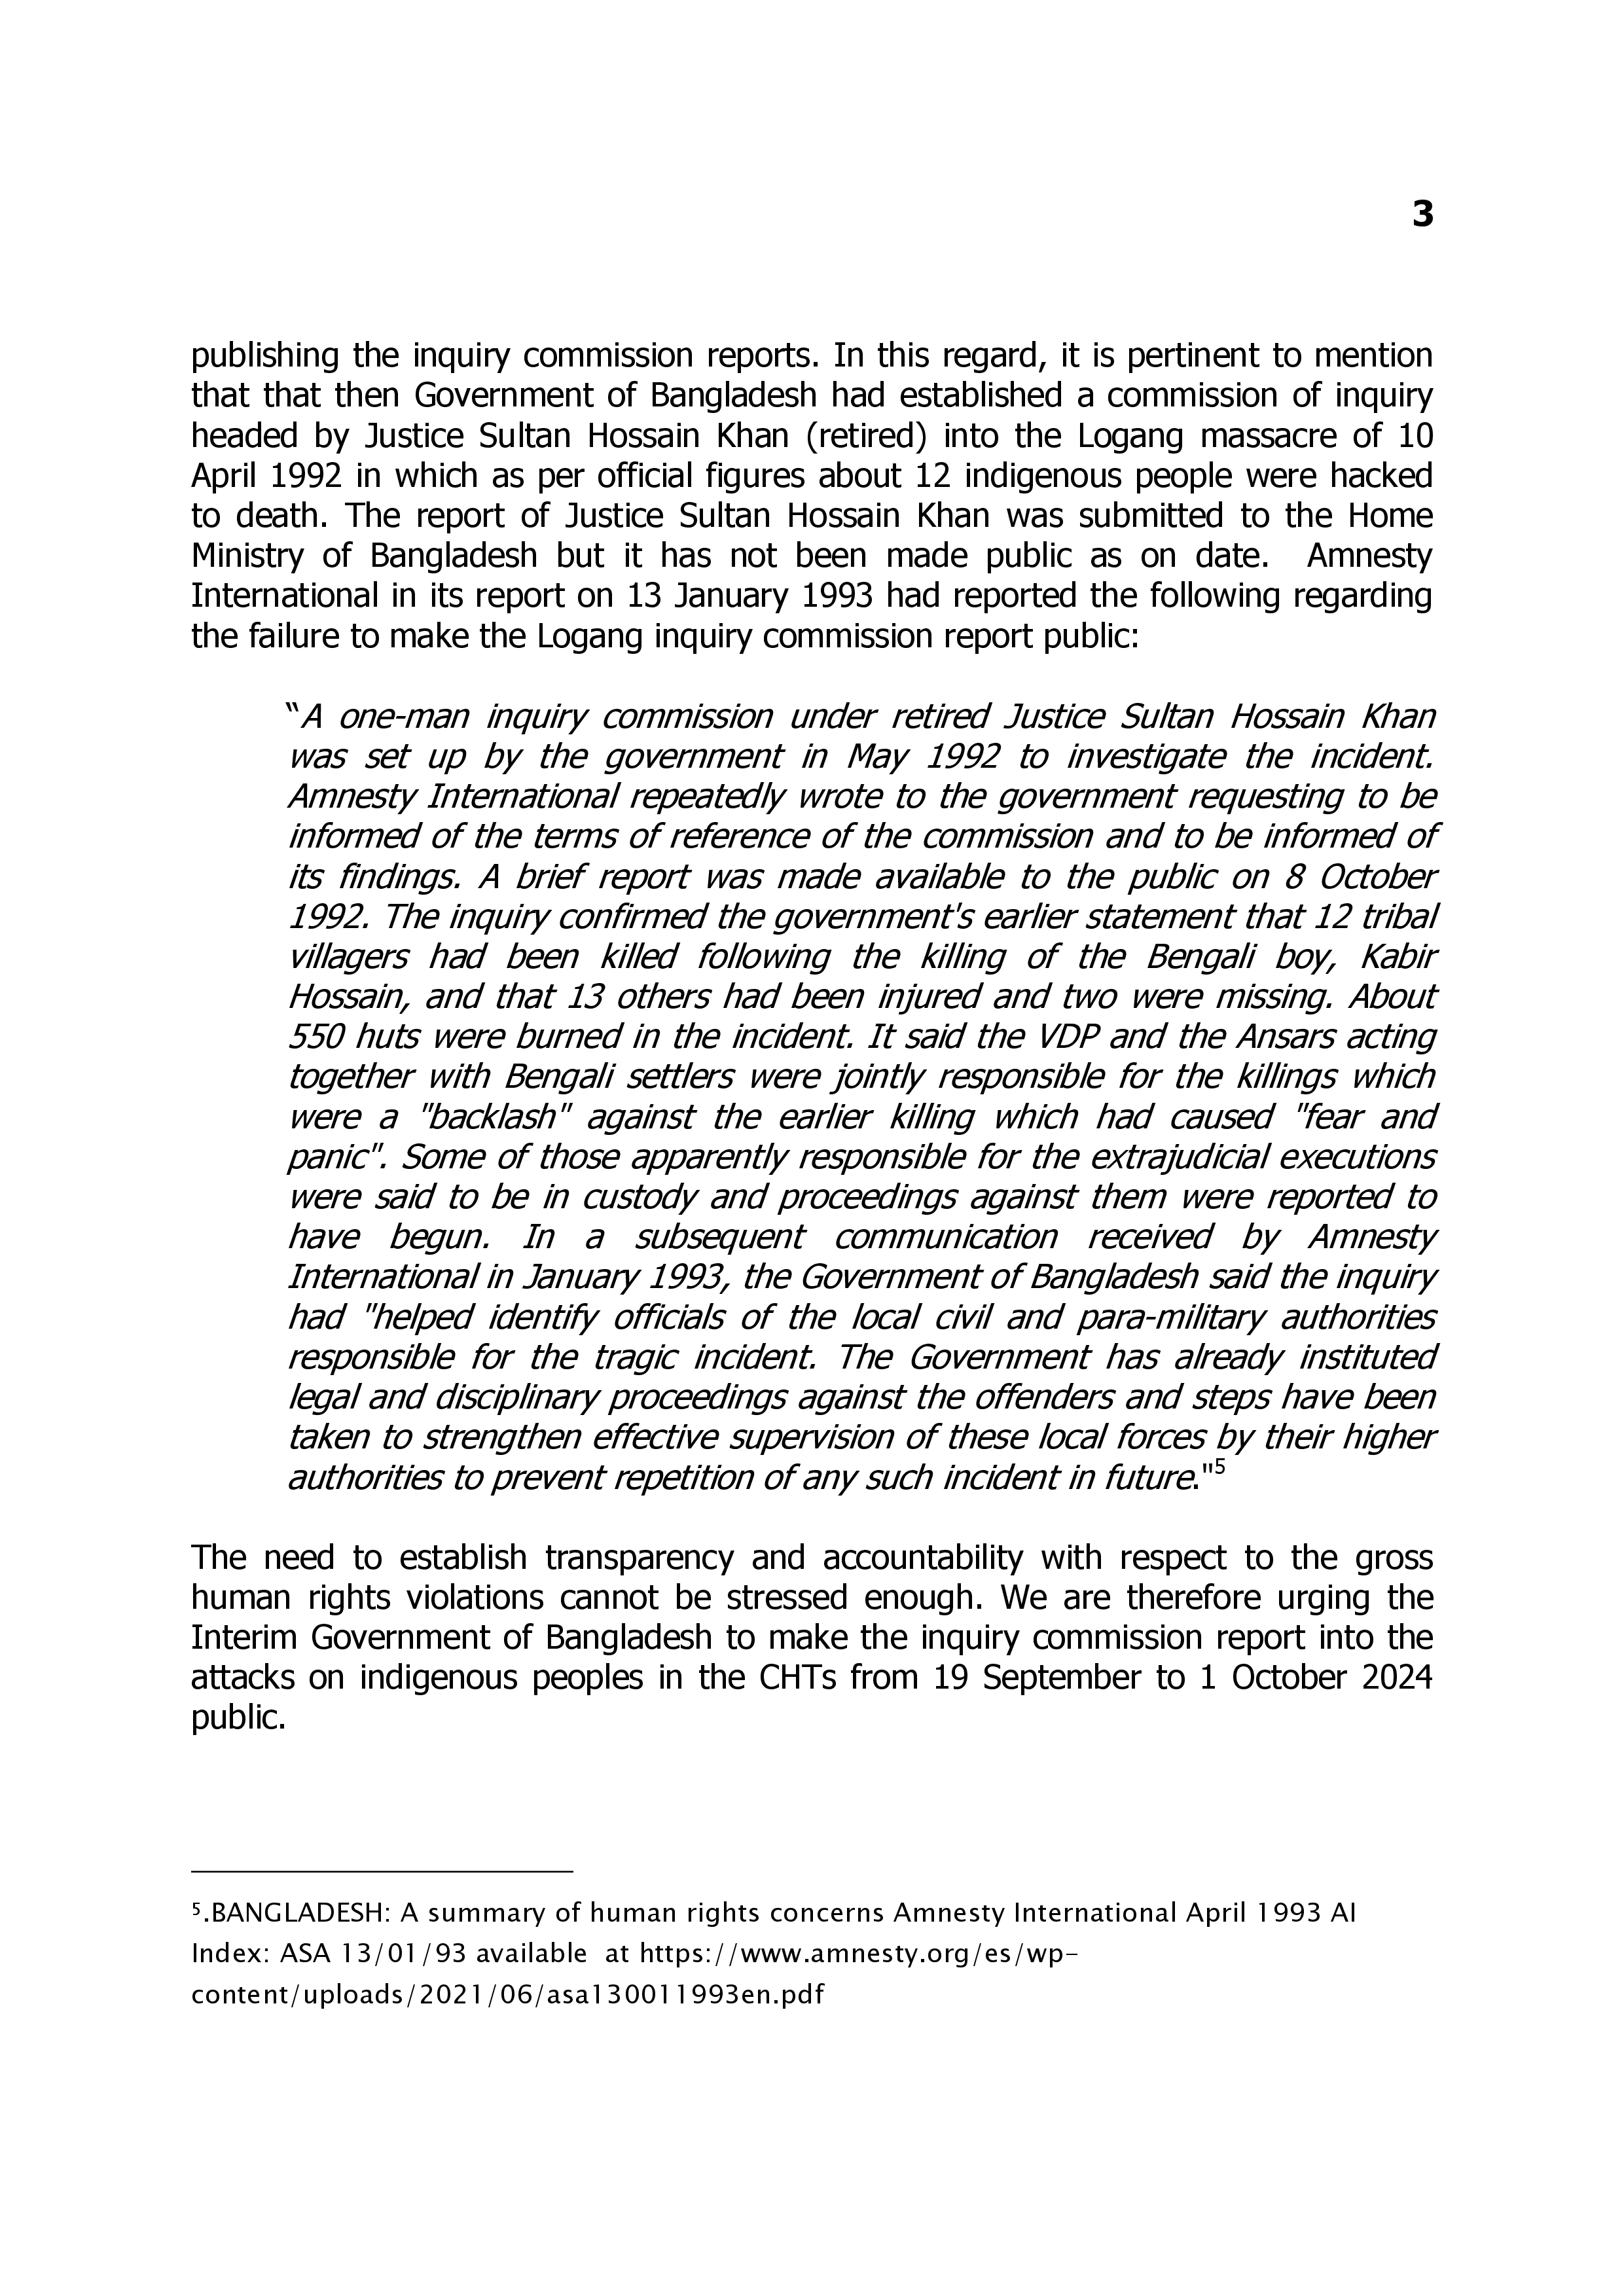 3
publishing the inquiry commission reports. In this regard, it is pertinent to mention
that that then Government of Bangladesh had established a commission of inquiry
headed by Justice Sultan Hossain Khan (retired) into the Logang massacre of 10
April 1992 in which as per official figures about 12 indigenous people were hacked
to death. The report of Justice Sultan Hossain Khan was submitted to the Home
Ministry of Bangladesh but it has not been made public as on date.  Amnesty
International in its report on 13 January 1993 had reported the following regarding
the failure to make the Logang inquiry commission report public:
“A one-man inquiry commission under retired Justice Sultan Hossain Khan
was set up by the government in May 1992 to investigate the incident.
Amnesty International repeatedly wrote to the government requesting to be
informed of the terms of reference of the commission and to be informed of
its findings. A brief report was made available to the public on 8 October
1992. The inquiry confirmed the government's earlier statement that 12 tribal
villagers had been killed following the killing of the Bengali boy, Kabir
Hossain, and that 13 others had been injured and two were missing. About
550 huts were burned in the incident. It said the VDP and the Ansars acting
together with Bengali settlers were jointly responsible for the killings which
were a "backlash" against the earlier killing which had caused "fear and
panic". Some of those apparently responsible for the extrajudicial executions
were said to be in custody and proceedings against them were reported to
have begun. In a subsequent communication received by Amnesty
International in January 1993, the Government of Bangladesh said the inquiry
had "helped identify officials of the local civil and para-military authorities
responsible for the tragic incident. The Government has already instituted
legal and disciplinary proceedings against the offenders and steps have been
taken to strengthen effective supervision of these local forces by their higher
authorities to prevent repetition of any such incident in future."5
The need to establish transparency and accountability with respect to the gross
human rights violations cannot be stressed enough. We are therefore urging the
Interim Government of Bangladesh to make the inquiry commission report into the
attacks on indigenous peoples in the CHTs from 19 September to 1 October 2024
public.
5.BANGLADESH: A summary of human rights concerns Amnesty International April 1993 AI
Index: ASA 13/01/93 available  at https://www.amnesty.org/es/wp-
content/uploads/2021/06/asa130011993en.pdf